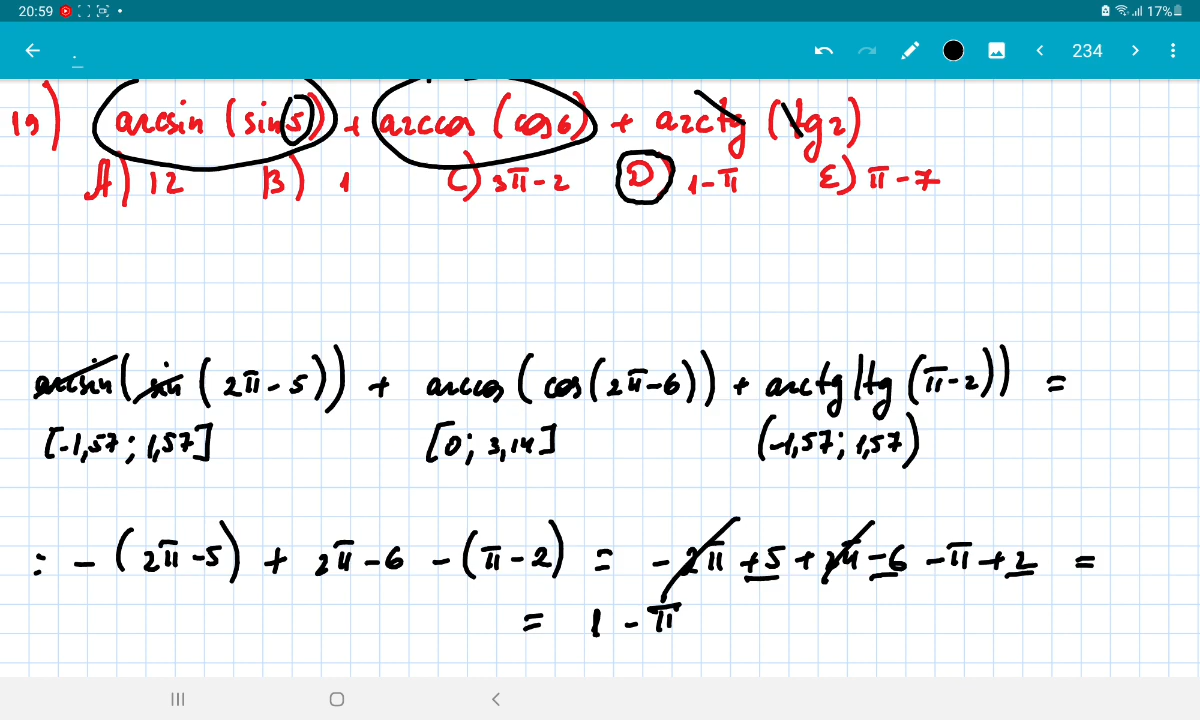 20:59 17%
234
19) arcsin (sin 5) + arccos (cos 6) + arctg (tg 2)
A) 12 B) 1 C) 3π-2 D) 1-π E) π-7
arcsin (sin (2π-5)) + arccos (cos (2π-6)) + arctg (tg (π-2)) =
[-1,57; 1,57] [0; 3,14] (-1,57; 1,57)
= - (2π-5) + 2π-6 - (π-2) = - 2π +5 + 2π -6 - π + 2 =
= 1 - π